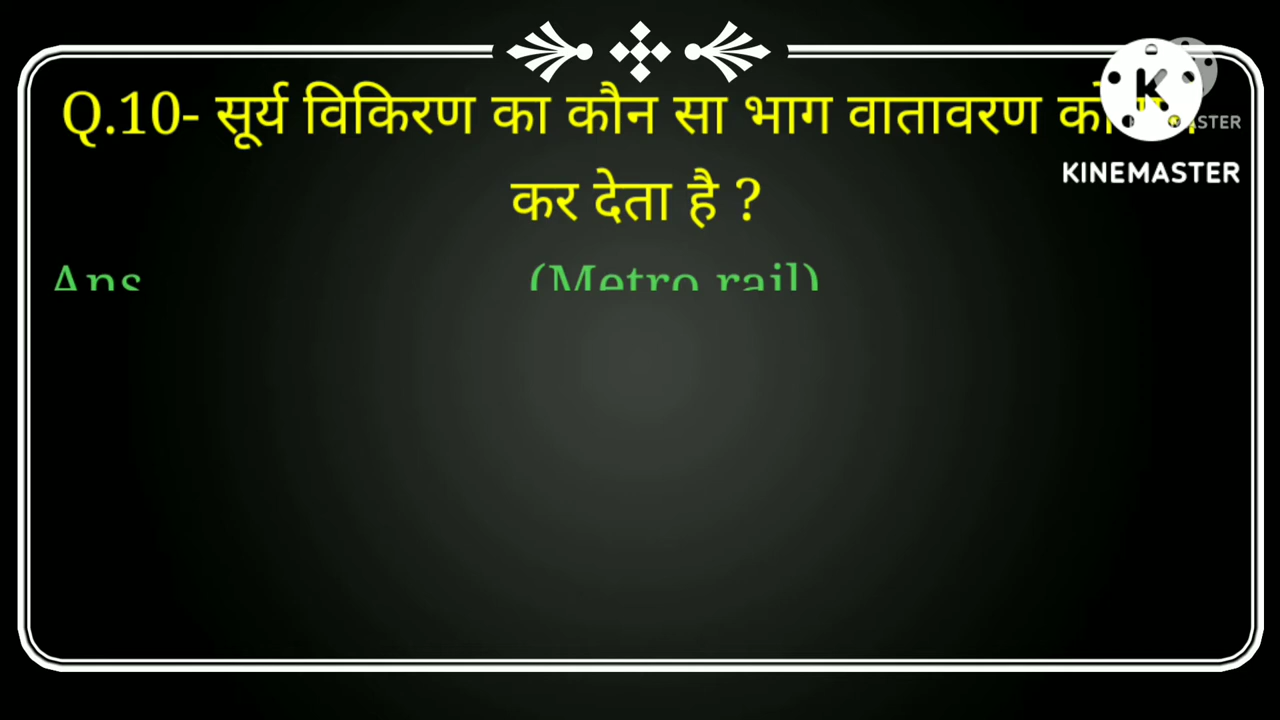 Q.10- सूर्य विकिरण का कौन सा भाग वातावरण को
कर देता है ?
Ans (Metro rail)
KINEMASTER